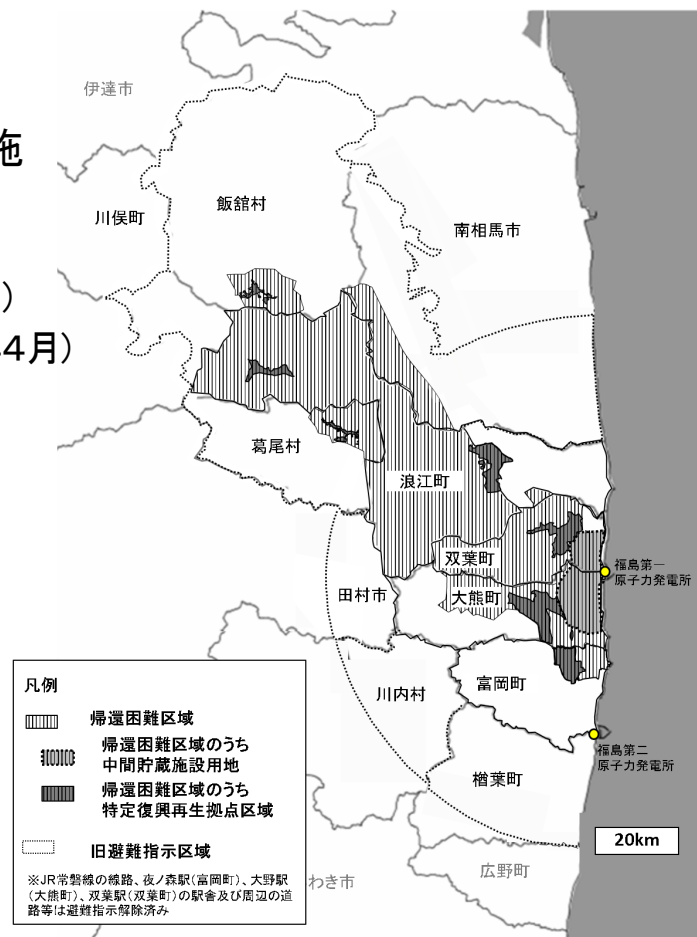 伊達市
施
飯舘村
川俣町
南相馬市
）
4月）
葛尾村
浪江町
双葉町
福島第一
原子力発電所
田村市
大熊町
川内村
富岡町
福島第二
原子力発電所
楢葉町
20km
広野町
わき市
凡例
帰還困難区域
帰還困難区域のうち
中間貯蔵施設用地
帰還困難区域のうち
特定復興再生拠点区域
旧避難指示区域
※JR常磐線の線路、夜ノ森駅(富岡町)、大野駅
(大熊町)、双葉駅(双葉町)の駅舎及び周辺の道
路等は避難指示解除済み